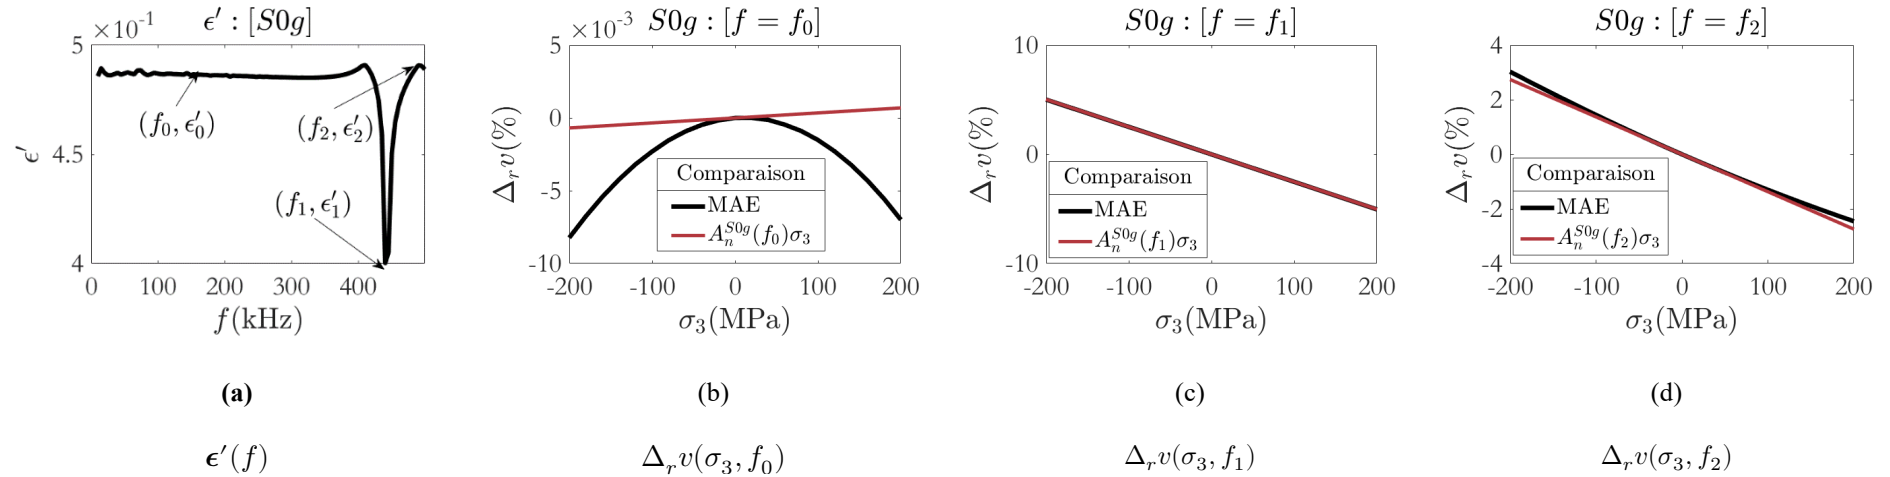 ϵ′ : [S0g]
×10⁻¹
5
4.5
4
ϵ′
(f₀, ϵ′₀)
(f₂, ϵ′₂)
(f₁, ϵ′₁)
0 100 200 300 400
f(kHz)
(a)
ϵ′(f)
S0g : [f = f₀]
×10⁻³
5
0
-5
-10
Δᵣv(%)
Comparaison
MAE
Aₙ^{S0g}(f₀)σ₃
-200 -100 0 100 200
σ₃(MPa)
(b)
Δᵣv(σ₃, f₀)
S0g : [f = f₁]
10
0
-10
Δᵣv(%)
Comparaison
MAE
Aₙ^{S0g}(f₁)σ₃
-200 -100 0 100 200
σ₃(MPa)
(c)
Δᵣv(σ₃, f₁)
S0g : [f = f₂]
4
2
0
-2
-4
Δᵣv(%)
Comparaison
MAE
Aₙ^{S0g}(f₂)σ₃
-200 -100 0 100 200
σ₃(MPa)
(d)
Δᵣv(σ₃, f₂)